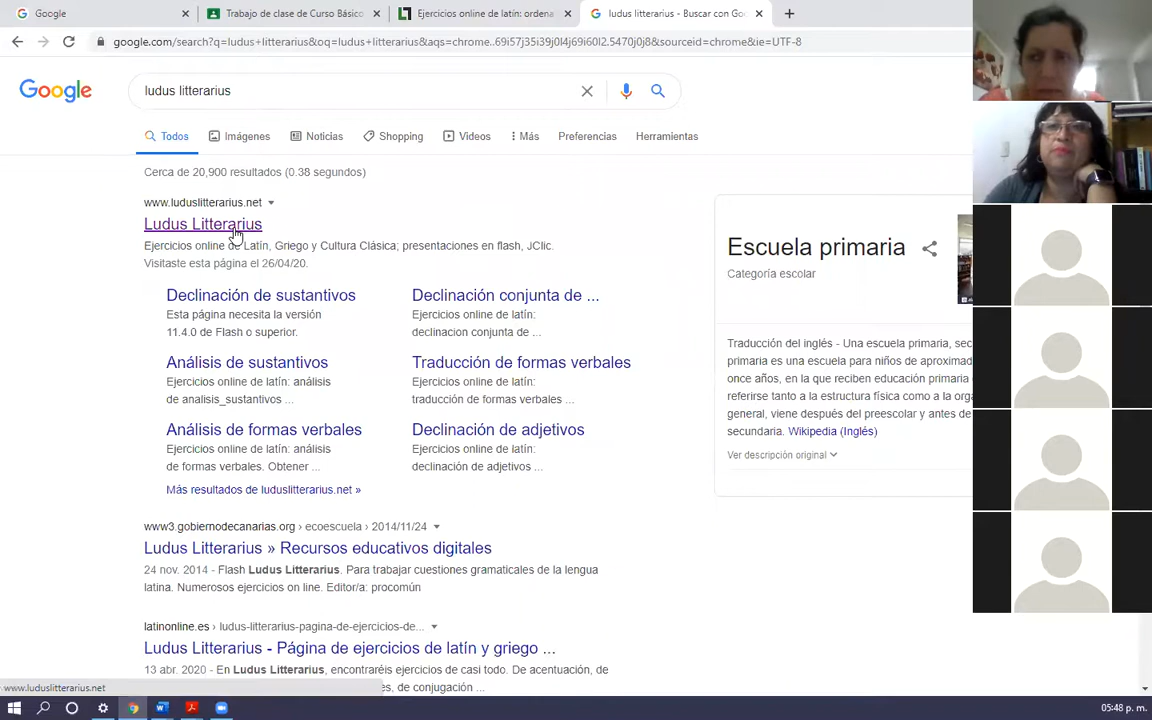 Google
Trabajo de clase de Curso Básico
Ejercicios online de latín: ordena
ludus litterarius - Buscar con Goo
google.com/search?q=ludus+litterarius&oq=ludus+litterarius&aqs=chrome..69i57j35i39j0l4j69i60l2.5470j0j8&sourceid=chrome&ie=UTF-8
Google
ludus litterarius
Todos
Imágenes
Noticias
Shopping
Videos
Más
Preferencias
Herramientas
Cerca de 20,900 resultados (0.38 segundos)
www.luduslitterarius.net
Ludus Litterarius
Ejercicios online de Latín, Griego y Cultura Clásica; presentaciones en flash, JClic.
Visitaste esta página el 26/04/20.
Declinación de sustantivos
Esta página necesita la versión
11.4.0 de Flash o superior.
Declinación conjunta de ...
Ejercicios online de latín:
declinacion conjunta de ...
Análisis de sustantivos
Ejercicios online de latín: análisis
de analisis_sustantivos ...
Traducción de formas verbales
Ejercicios online de latín:
traducción de formas verbales ...
Análisis de formas verbales
Ejercicios online de latín: análisis
de formas verbales. Obtener ...
Declinación de adjetivos
Ejercicios online de latín:
declinación de adjetivos ...
Más resultados de luduslitterarius.net »
www3.gobiernodecanarias.org › ecoescuela › 2014/11/24
Ludus Litterarius » Recursos educativos digitales
24 nov. 2014 - Flash Ludus Litterarius. Para trabajar cuestiones gramaticales de la lengua
latina. Numerosos ejercicios on line. Editor/a: procomún
latinonline.es › ludus-litterarius-pagina-de-ejercicios-de...
Ludus Litterarius - Página de ejercicios de latín y griego ...
13 abr. 2020 - En Ludus Litterarius, encontraréis ejercicios de casi todo. De acentuación, de
es, de conjugación ...
Escuela primaria
Categoría escolar
Traducción del inglés - Una escuela primaria, sec
primaria es una escuela para niños de aproximad
once años, en la que reciben educación primaria
referirse tanto a la estructura física como a la orga
general, viene después del preescolar y antes de
secundaria. Wikipedia (Inglés)
Ver descripción original
www.luduslitterarius.net
05:48 p. m.